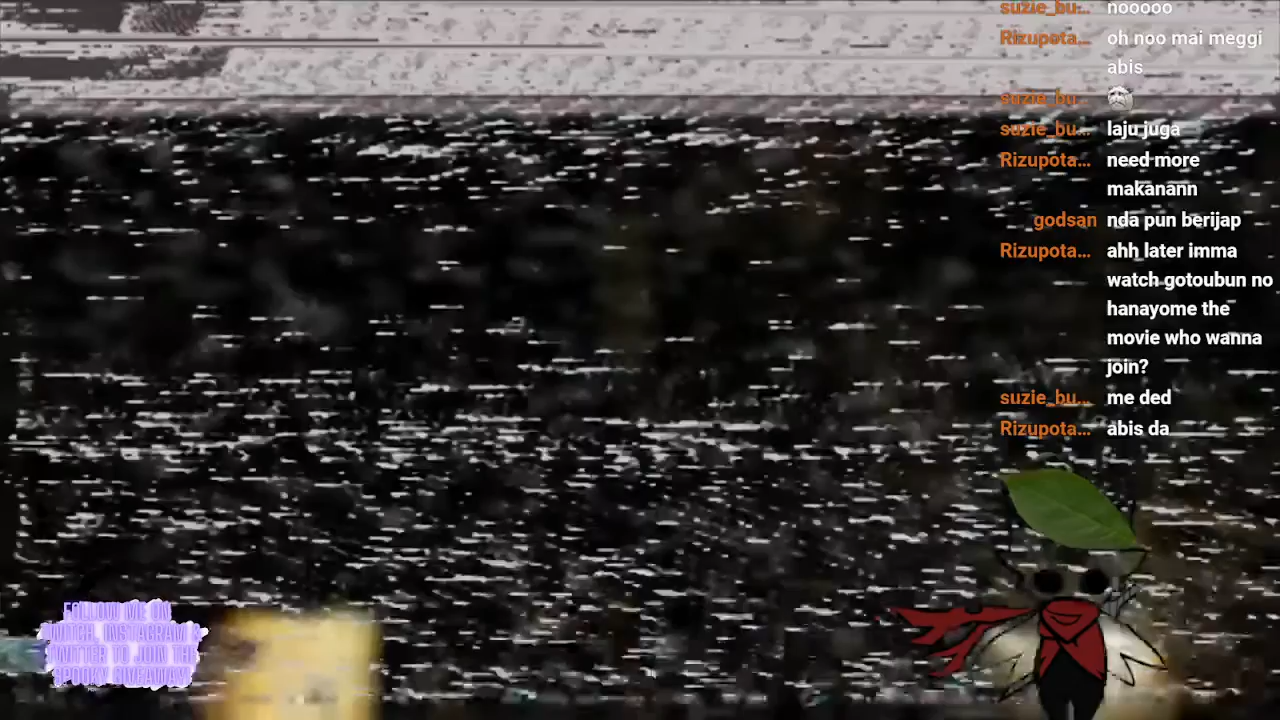 suzie_bu... nooooo
Rizupota... oh noo mai meggi
abis
suzie_bu...
suzie_bu... laju juga
Rizupota... need more
makanann
godsan nda pun berijap
Rizupota... ahh later imma
watch gotoubun no
hanayome the
movie who wanna
join?
suzie_bu... me ded
Rizupota... abis da
FOLLOW ME ON
TWITCH, INSTAGRAM &
TWITTER TO JOIN THE
SPOOKY GIVEAWAY